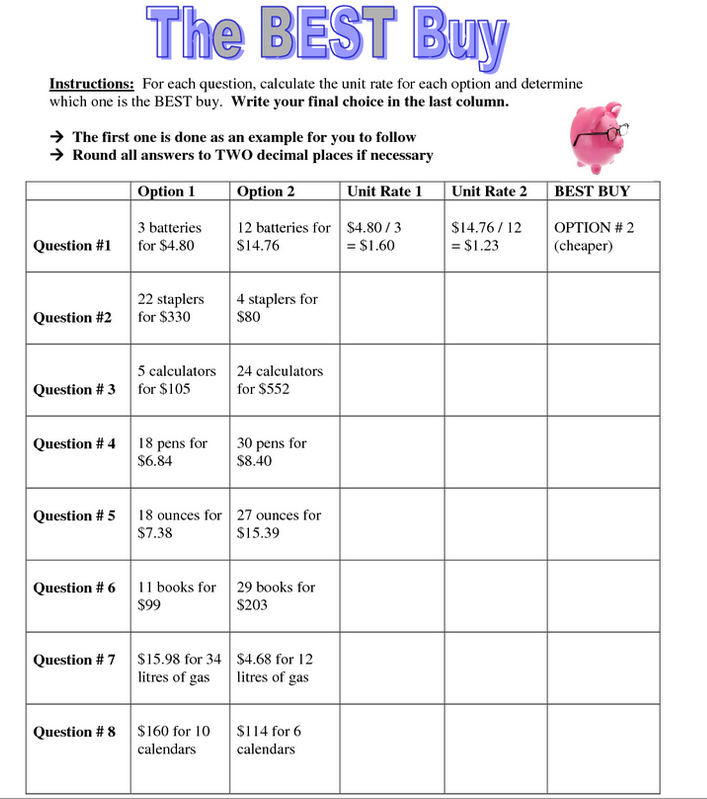 The BEST Buy
Instructions: For each question, calculate the unit rate for each option and determine
which one is the BEST buy. Write your final choice in the last column.
→ The first one is done as an example for you to follow
→ Round all answers to TWO decimal places if necessary
Option 1 Option 2 Unit Rate 1 Unit Rate 2 BEST BUY
3 batteries 12 batteries for $4.80 / 3 $14.76 / 12 OPTION # 2
Question #1 for $4.80 $14.76 = $1.60 = $1.23 (cheaper)
22 staplers 4 staplers for
Question #2 for $330 $80
5 calculators 24 calculators
Question # 3 for $105 for $552
Question # 4 18 pens for 30 pens for
$6.84 $8.40
Question # 5 18 ounces for 27 ounces for
$7.38 $15.39
Question # 6 11 books for 29 books for
$99 $203
Question # 7 $15.98 for 34 $4.68 for 12
litres of gas litres of gas
Question # 8 $160 for 10 $114 for 6
calendars calendars